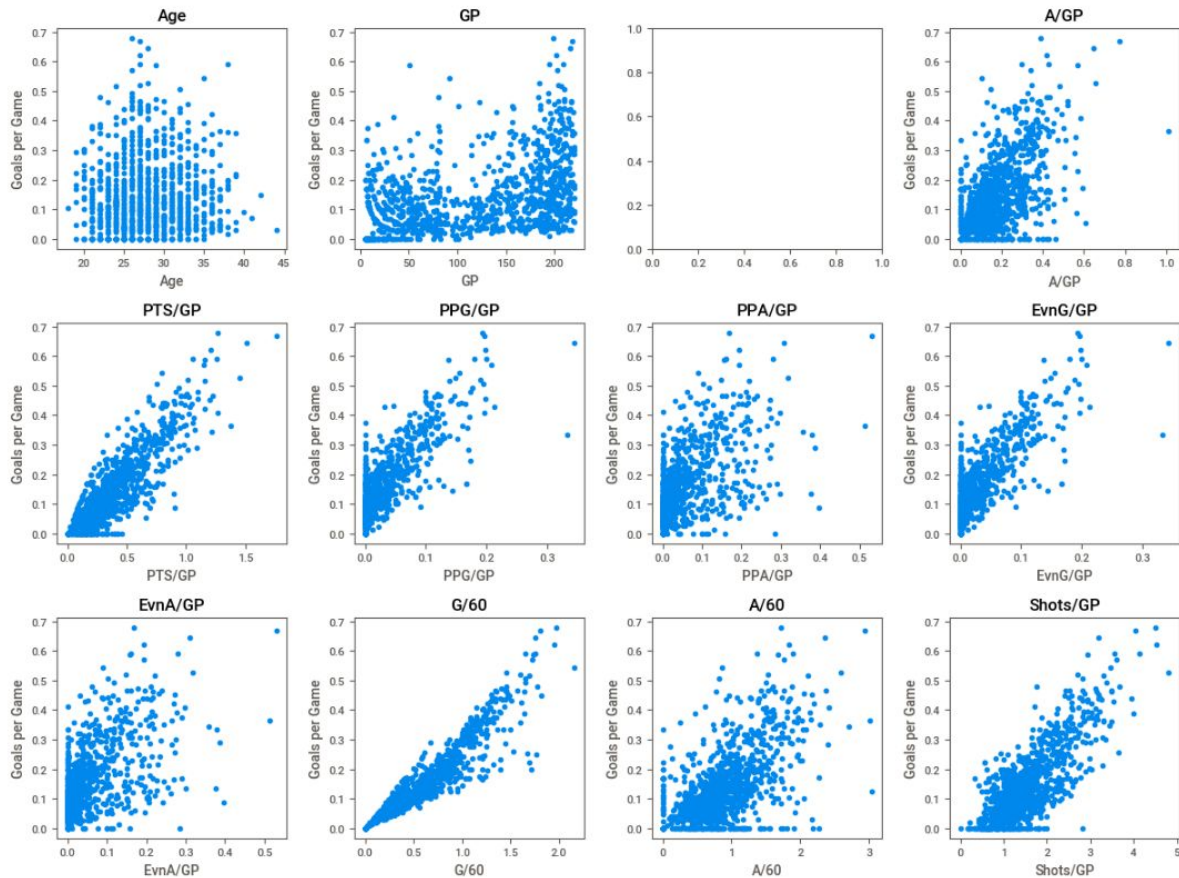 Age
Goals per Game
0.7
0.6
0.5
0.4
0.3
0.2
0.1
0.0
20 25 30 35 40 45
Age
GP
Goals per Game
0.7
0.6
0.5
0.4
0.3
0.2
0.1
0.0
0 50 100 150 200
GP
1.0
0.8
0.6
0.4
0.2
0.0
0.0 0.2 0.4 0.6 0.8 1.0
A/GP
Goals per Game
0.7
0.6
0.5
0.4
0.3
0.2
0.1
0.0
0.0 0.2 0.4 0.6 0.8 1.0
A/GP
PTS/GP
Goals per Game
0.7
0.6
0.5
0.4
0.3
0.2
0.1
0.0
0.0 0.5 1.0 1.5
PTS/GP
PPG/GP
Goals per Game
0.7
0.6
0.5
0.4
0.3
0.2
0.1
0.0
0.0 0.1 0.2 0.3
PPG/GP
PPA/GP
Goals per Game
0.7
0.6
0.5
0.4
0.3
0.2
0.1
0.0
0.0 0.1 0.2 0.3 0.4 0.5
PPA/GP
EvnG/GP
Goals per Game
0.7
0.6
0.5
0.4
0.3
0.2
0.1
0.0
0.0 0.1 0.2 0.3
EvnG/GP
EvnA/GP
Goals per Game
0.7
0.6
0.5
0.4
0.3
0.2
0.1
0.0
0.0 0.1 0.2 0.3 0.4 0.5
EvnA/GP
G/60
Goals per Game
0.7
0.6
0.5
0.4
0.3
0.2
0.1
0.0
0.0 0.5 1.0 1.5 2.0
G/60
A/60
Goals per Game
0.7
0.6
0.5
0.4
0.3
0.2
0.1
0.0
0 1 2 3
A/60
Shots/GP
Goals per Game
0.7
0.6
0.5
0.4
0.3
0.2
0.1
0.0
0 1 2 3 4 5
Shots/GP